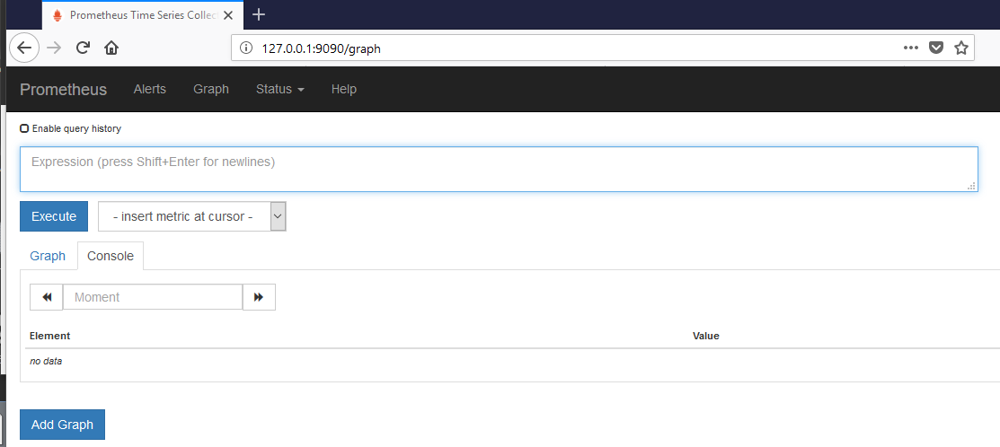 Prometheus Time Series Collec
127.0.0.1:9090/graph
Prometheus Alerts Graph Status Help
Enable query history
Expression (press Shift+Enter for newlines)
Execute - insert metric at cursor -
Graph Console
Moment
Element Value
no data
Add Graph